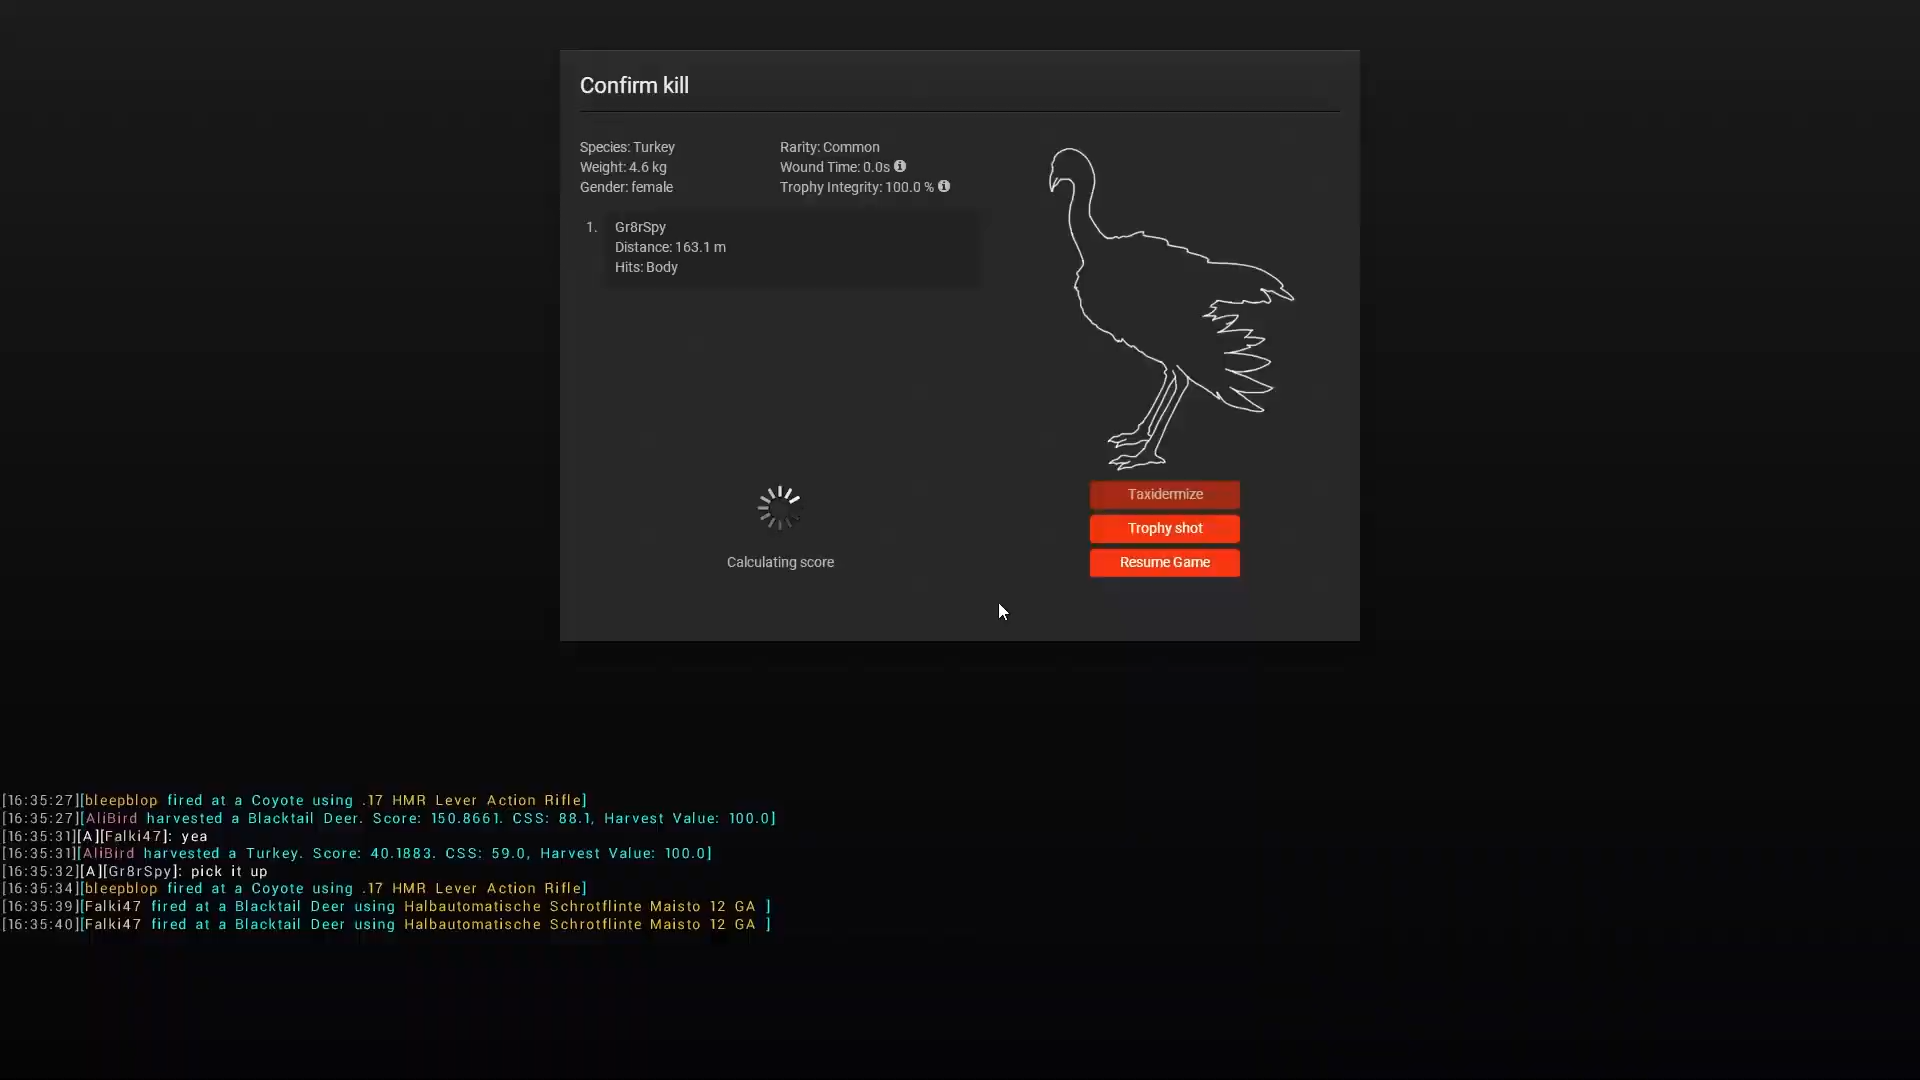 Confirm kill
Species: Turkey
Weight: 4.6 kg
Gender: female
Rarity: Common
Wound Time: 0.0s
Trophy Integrity: 100.0 %
1.
Gr8rSpy
Distance: 163.1 m
Hits: Body
Calculating score
Taxidermize
Trophy shot
Resume Game
[16:35:27][bleepblop fired at a Coyote using .17 HMR Lever Action Rifle]
[16:35:27][AliBird harvested a Blacktail Deer. Score: 150.8661. CSS: 88.1, Harvest Value: 100.0]
[16:35:31][A][Falki47]: yea
[16:35:31][AliBird harvested a Turkey. Score: 40.1883. CSS: 59.0, Harvest Value: 100.0]
[16:35:32][A][Gr8rSpy]: pick it up
[16:35:34][bleepblop fired at a Coyote using .17 HMR Lever Action Rifle]
[16:35:39][Falki47 fired at a Blacktail Deer using Halbautomatische Schrotflinte Maisto 12 GA ]
[16:35:40][Falki47 fired at a Blacktail Deer using Halbautomatische Schrotflinte Maisto 12 GA ]